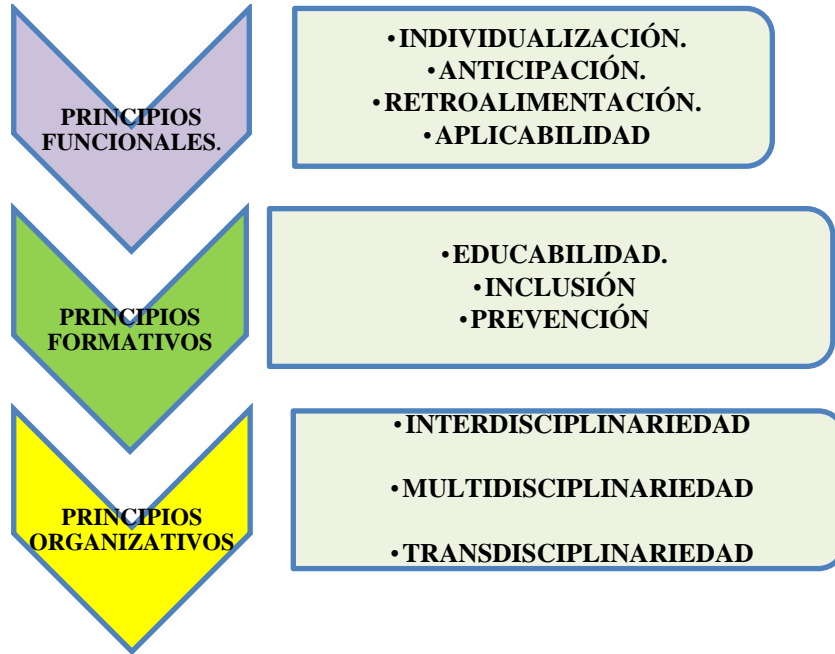 PRINCIPIOS
FUNCIONALES.
•INDIVIDUALIZACIÓN.
•ANTICIPACIÓN.
•RETROALIMENTACIÓN.
•APLICABILIDAD
PRINCIPIOS
FORMATIVOS
•EDUCABILIDAD.
•INCLUSIÓN
•PREVENCIÓN
PRINCIPIOS
ORGANIZATIVOS
•INTERDISCIPLINARIEDAD
•MULTIDISCIPLINARIEDAD
•TRANSDISCIPLINARIEDAD